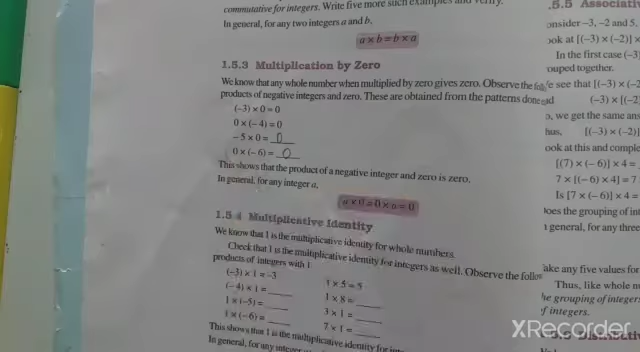 commutative for integers. Write five more such examples and verify.
In general, for any two integers a and b,
a × b = b × a
1.5.3 Multiplication by Zero
We know that any whole number when multiplied by zero gives zero. Observe the
products of negative integers and zero. These are obtained from the patterns done
(–3) × 0 = 0
0 × (– 4) = 0
– 5 × 0 = 0
0 × (– 6) = 0
This shows that the product of a negative integer and zero is zero.
In general, for any integer a,
a × 0 = 0 × a = 0
1.5.4 Multiplicative Identity
We know that 1 is the multiplicative identity for whole numbers.
Check that 1 is the multiplicative identity for integers as well. Observe the
products of integers with 1
(–3) × 1 = –3 1 × 5 = 5
(– 4) × 1 = ____ 1 × 8 = ____
1 × (–5) = ____ 3 × 1 = ____
1 × (– 6) = ____ 7 × 1 = ____
This shows that 1 is the multiplicative identity for
In general, for any integer
.5.5 Associati
onsider –3, –2 and 5.
ook at [(–3) × (–2)] ×
In the first case (–3)
ouped together.
e see that [(–3) × (–2
(–3) × [(–2
, we get the same ans
hus, [(–3) × (–2)]
ook at this and comple
[(7) × (– 6)] × 4 =
7 × [(– 6) × 4] = 7
Is [7 × (– 6)] × 4 =
oes the grouping of int
general, for any three
ake any five values for
Thus, like whole n
he grouping of integers
f integers.
XRecorder